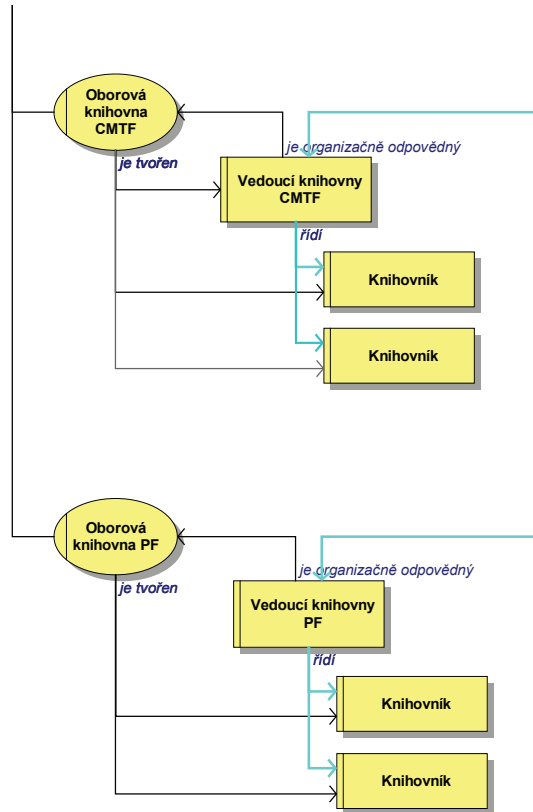 Oborová
knihovna
CMTF
je organizačně odpovědný
je tvořen
Vedoucí knihovny
CMTF
řídí
Knihovník
Knihovník
Oborová
knihovna PF
je organizačně odpovědný
je tvořen
Vedoucí knihovny
PF
řídí
Knihovník
Knihovník